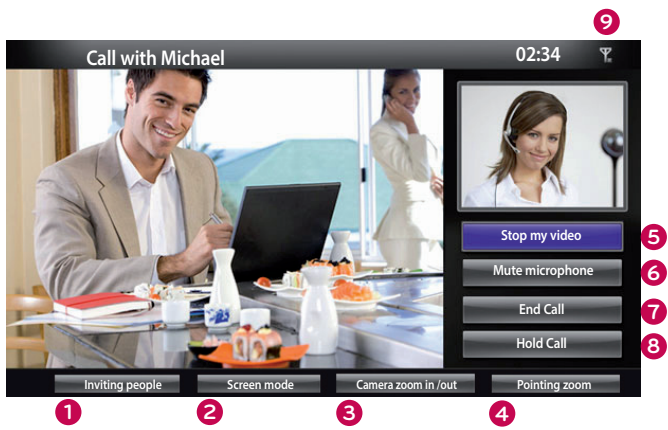 9
Call with Michael 02:34
Stop my video 5
Mute microphone 6
End Call 7
Hold Call 8
Inviting people Screen mode Camera zoom in /out Pointing zoom
1 2 3 4